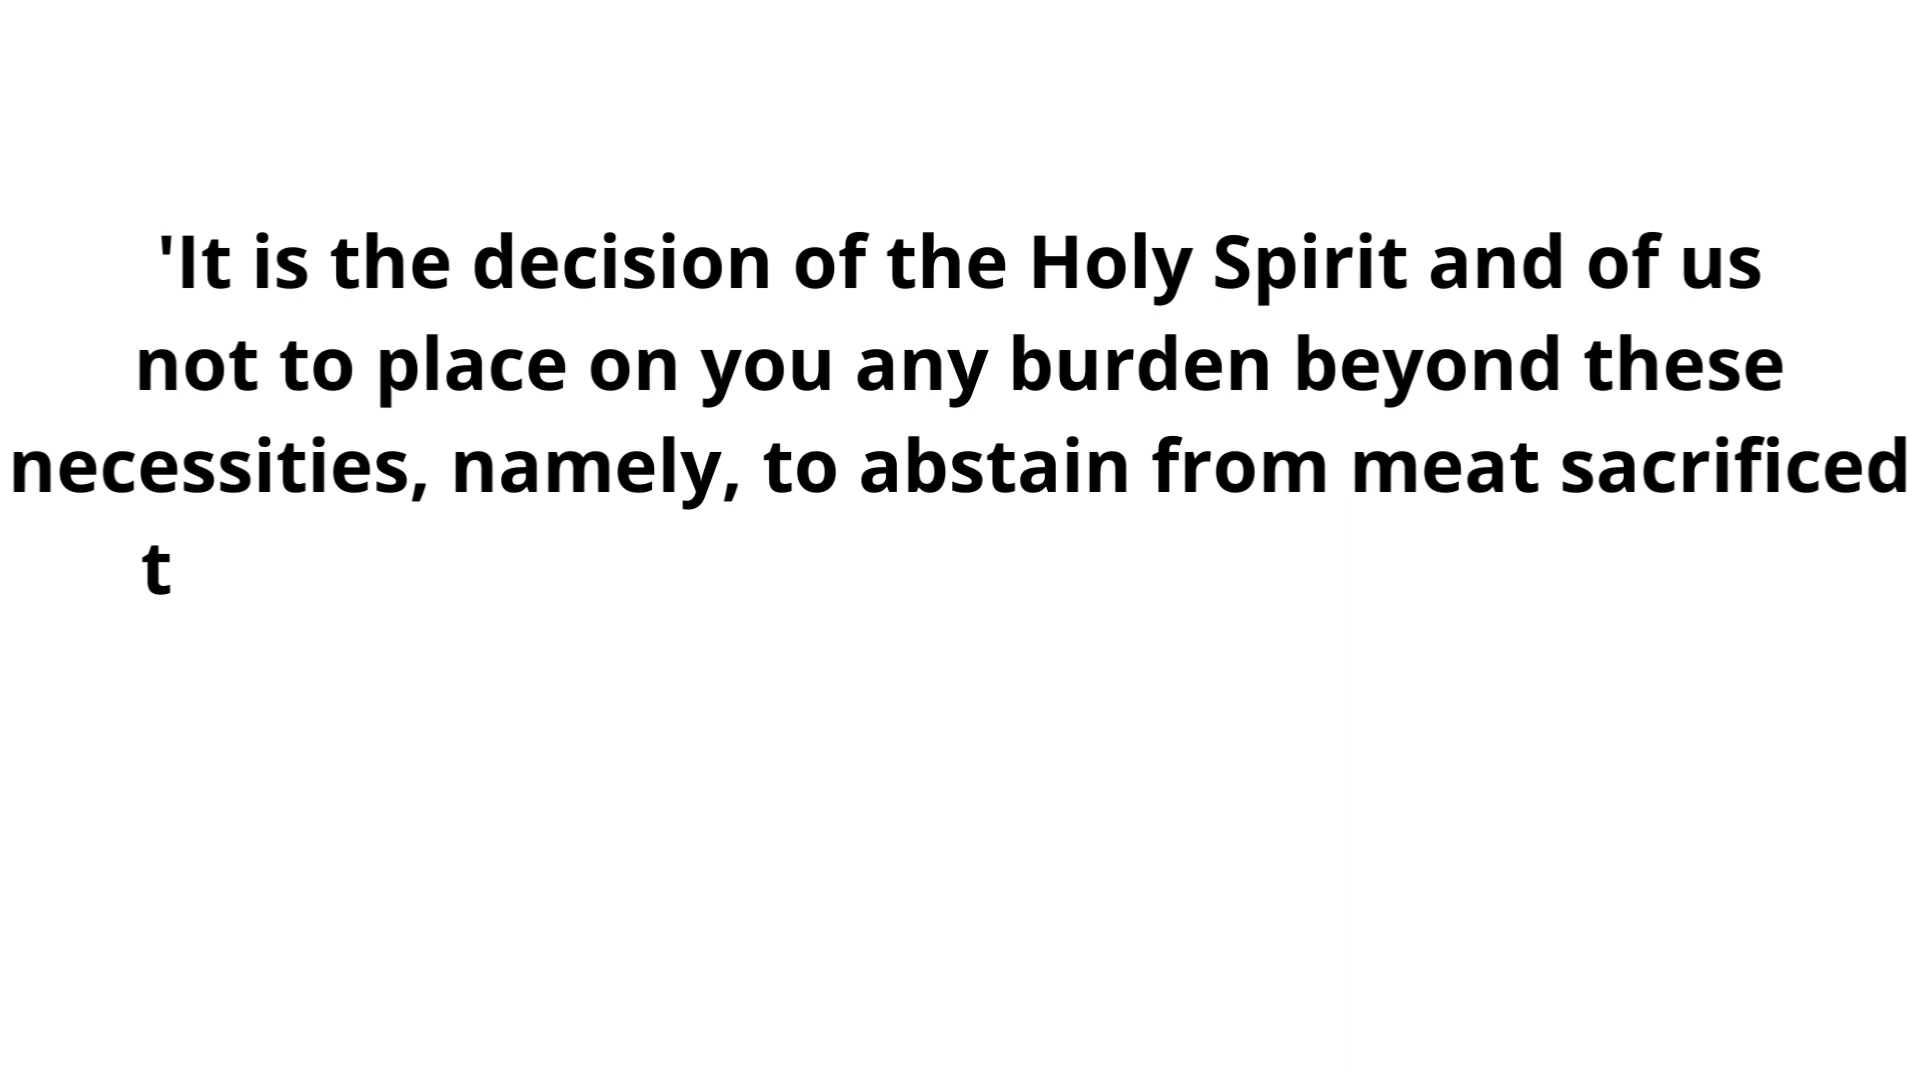 'It is the decision of the Holy Spirit and of us
not to place on you any burden beyond these
necessities, namely, to abstain from meat sacrificed
t